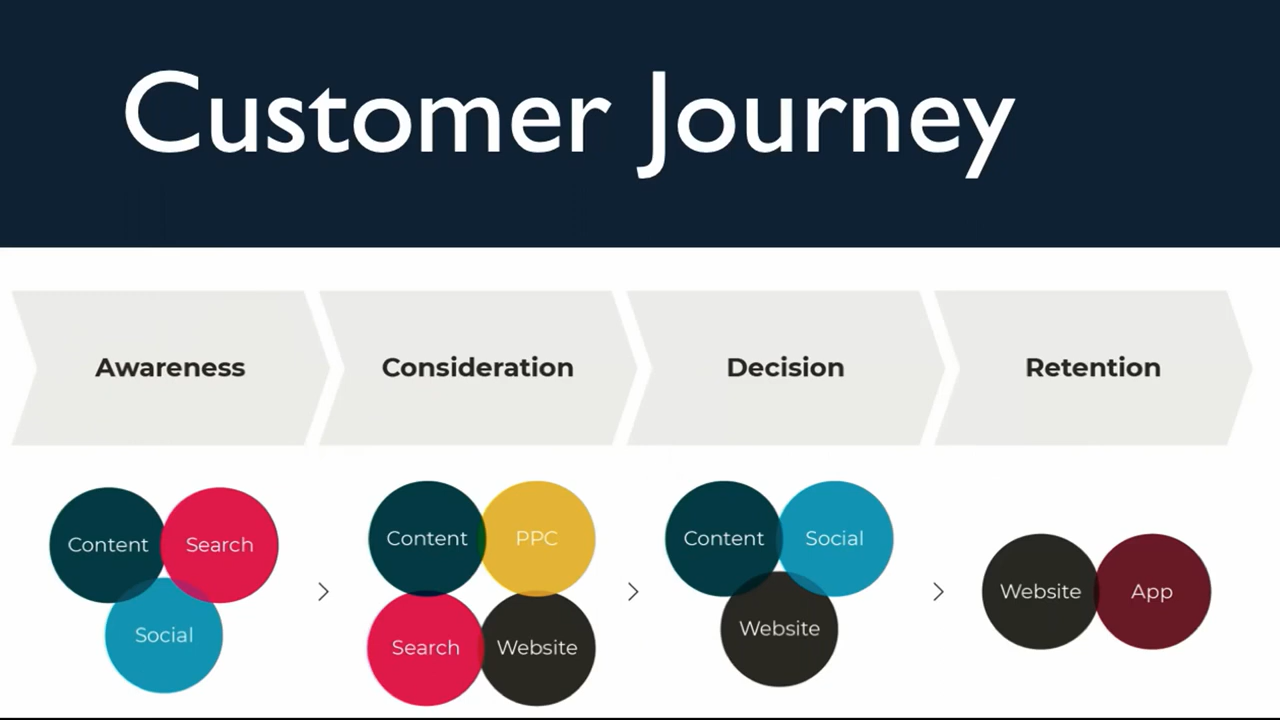 Customer Journey
Awareness
Consideration
Decision
Retention
Content
Search
Social
Content
PPC
Search
Website
Content
Social
Website
Website
App